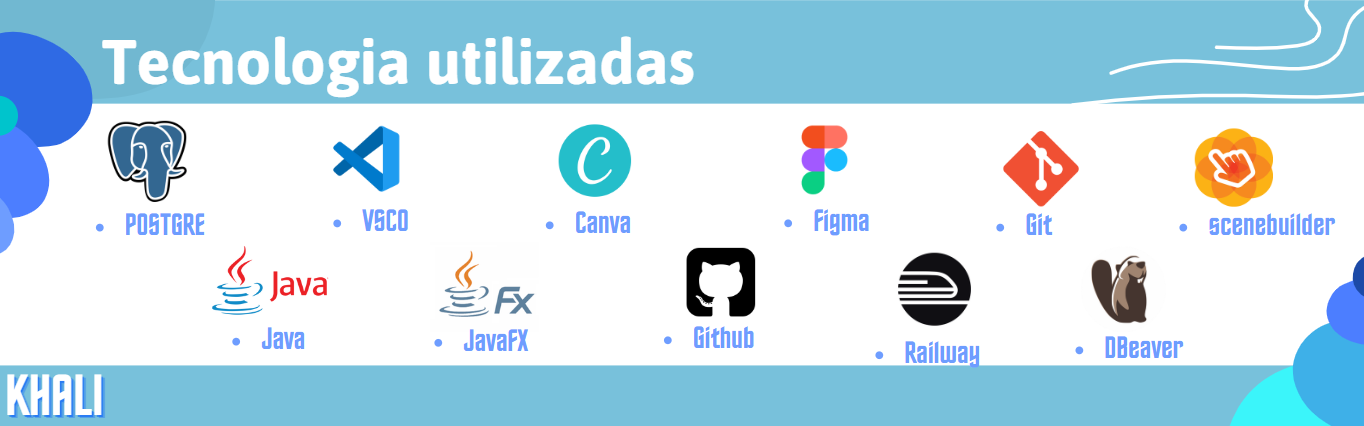 Tecnologia utilizadas
• POSTGRE
• VSCO
• Canva
• Figma
• Git
• scenebuilder
Java
Fx
• Java
• JavaFX
• Github
• Railway
• DBeaver
KHALI